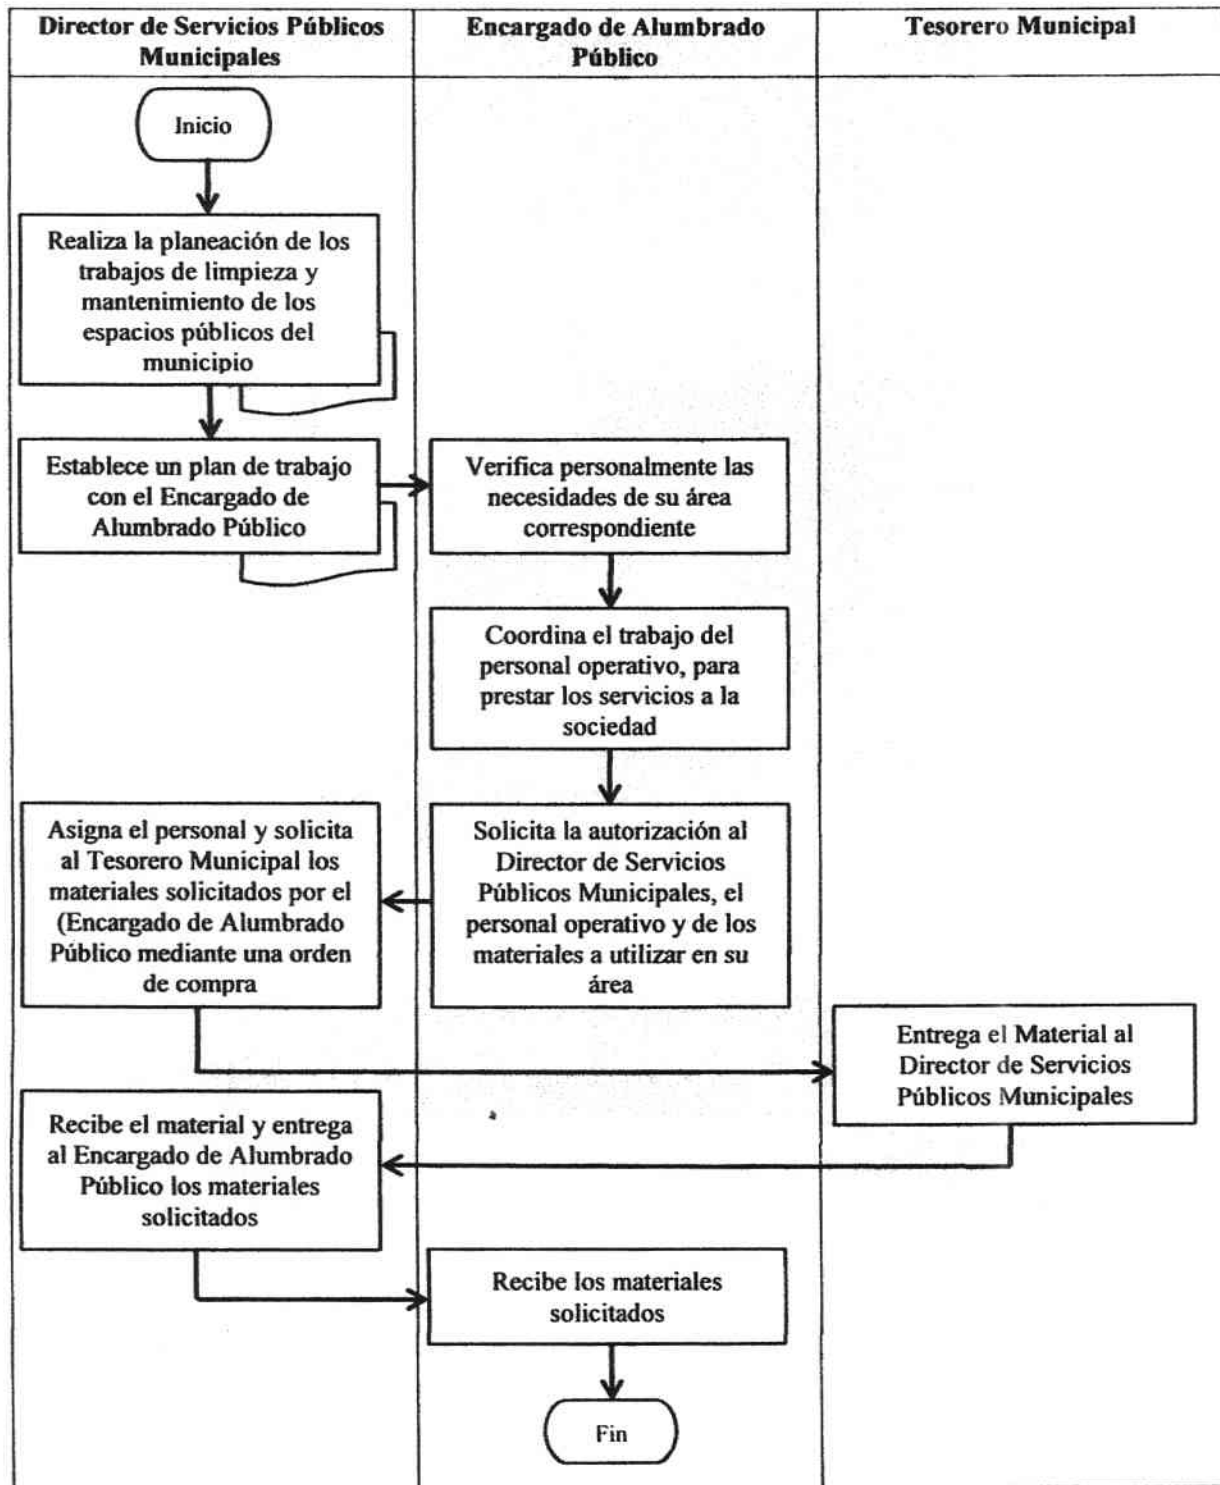 Director de Servicios Públicos
Municipales
Encargado de Alumbrado
Público
Tesorero Municipal
Inicio
Realiza la planeación de los
trabajos de limpieza y
mantenimiento de los
espacios públicos del
municipio
Establece un plan de trabajo
con el Encargado de
Alumbrado Público
Verifica personalmente las
necesidades de su área
correspondiente
Coordina el trabajo del
personal operativo, para
prestar los servicios a la
sociedad
Solicita la autorización al
Director de Servicios
Públicos Municipales, el
personal operativo y de los
materiales a utilizar en su
área
Asigna el personal y solicita
al Tesorero Municipal los
materiales solicitados por el
(Encargado de Alumbrado
Público mediante una orden
de compra
Entrega el Material al
Director de Servicios
Públicos Municipales
Recibe el material y entrega
al Encargado de Alumbrado
Público los materiales
solicitados
Recibe los materiales
solicitados
Fin